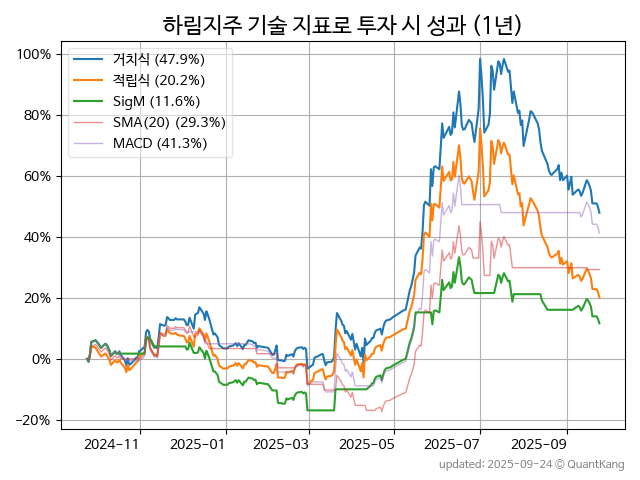 하림지주 기술 지표로 투자 시 성과 (1년)
거치식 (47.9%)
적립식 (20.2%)
SigM (11.6%)
SMA(20) (29.3%)
MACD (41.3%)
100%
80%
60%
40%
20%
0%
−20%
2024−11
2025−01
2025−03
2025−05
2025−07
2025−09
updated: 2025-09-24 © QuantKang